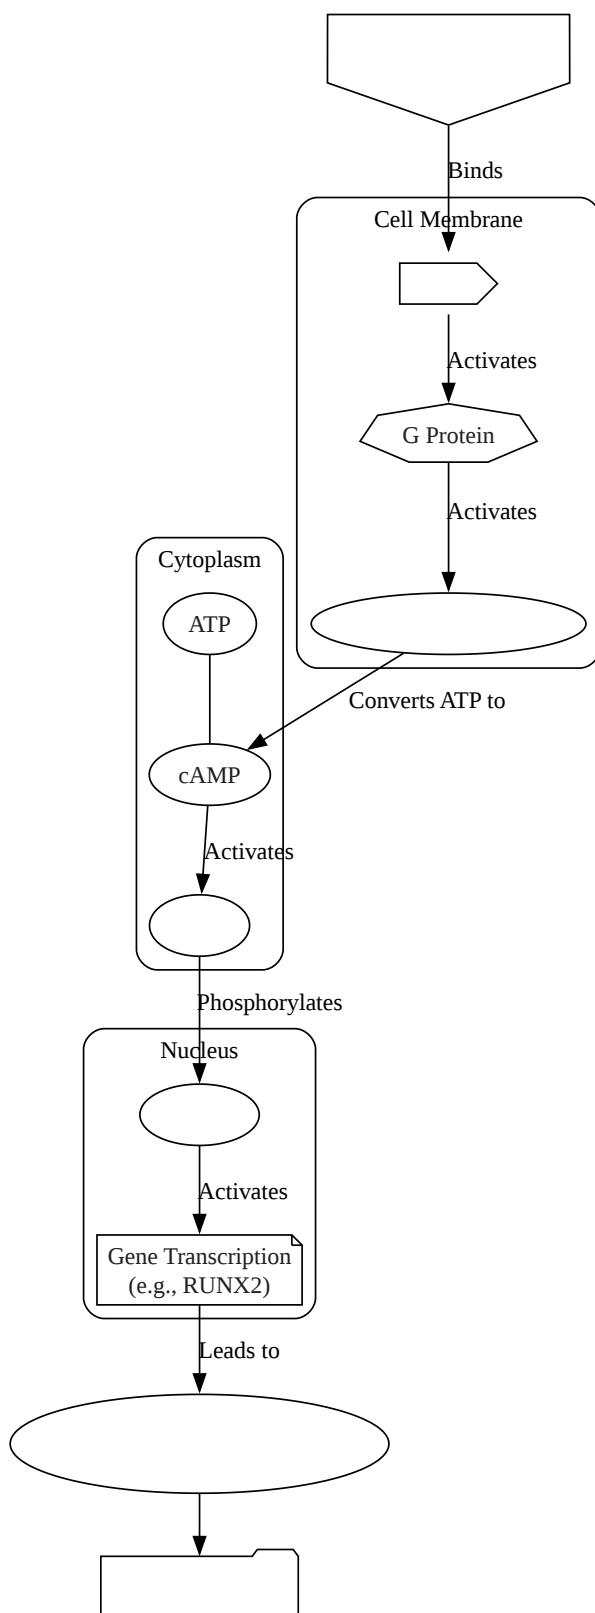 Binds
Cell Membrane
Activates
G Protein
Activates
Cytoplasm
ATP
Converts ATP to
cAMP
Activates
Phosphorylates
Nucleus
Activates
Gene Transcription
(e.g., RUNX2)
Leads to